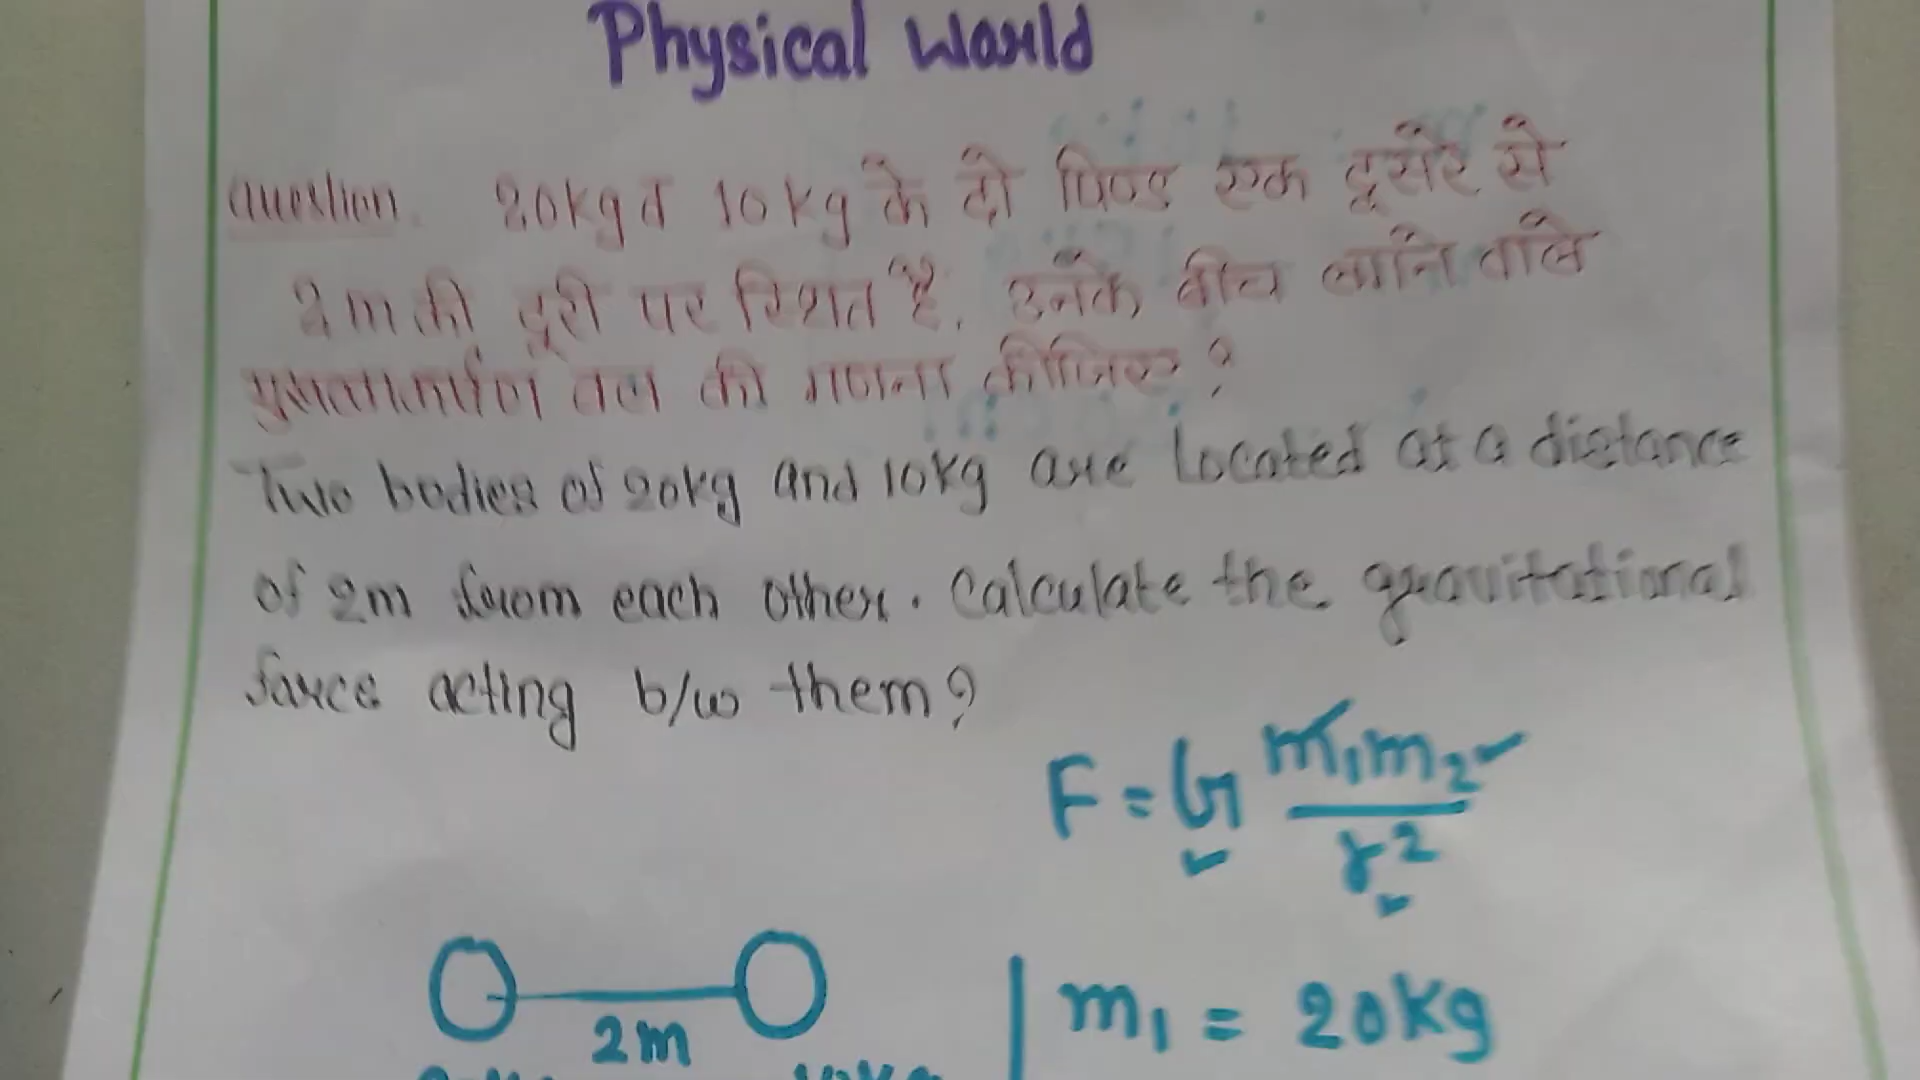 Physical World
Question. 20kg व 10kg के दो पिण्ड एक दूसरे से
2m की दूरी पर स्थित है, उनके बीच लगने वाले
गुरुत्वाकर्षण बल की गणना कीजिए?
Two bodies of 20kg and 10kg are located at a distance
of 2m from each other. Calculate the gravitational
force acting b/w them?
F = G m1m2
r2
2m
m1 = 20kg